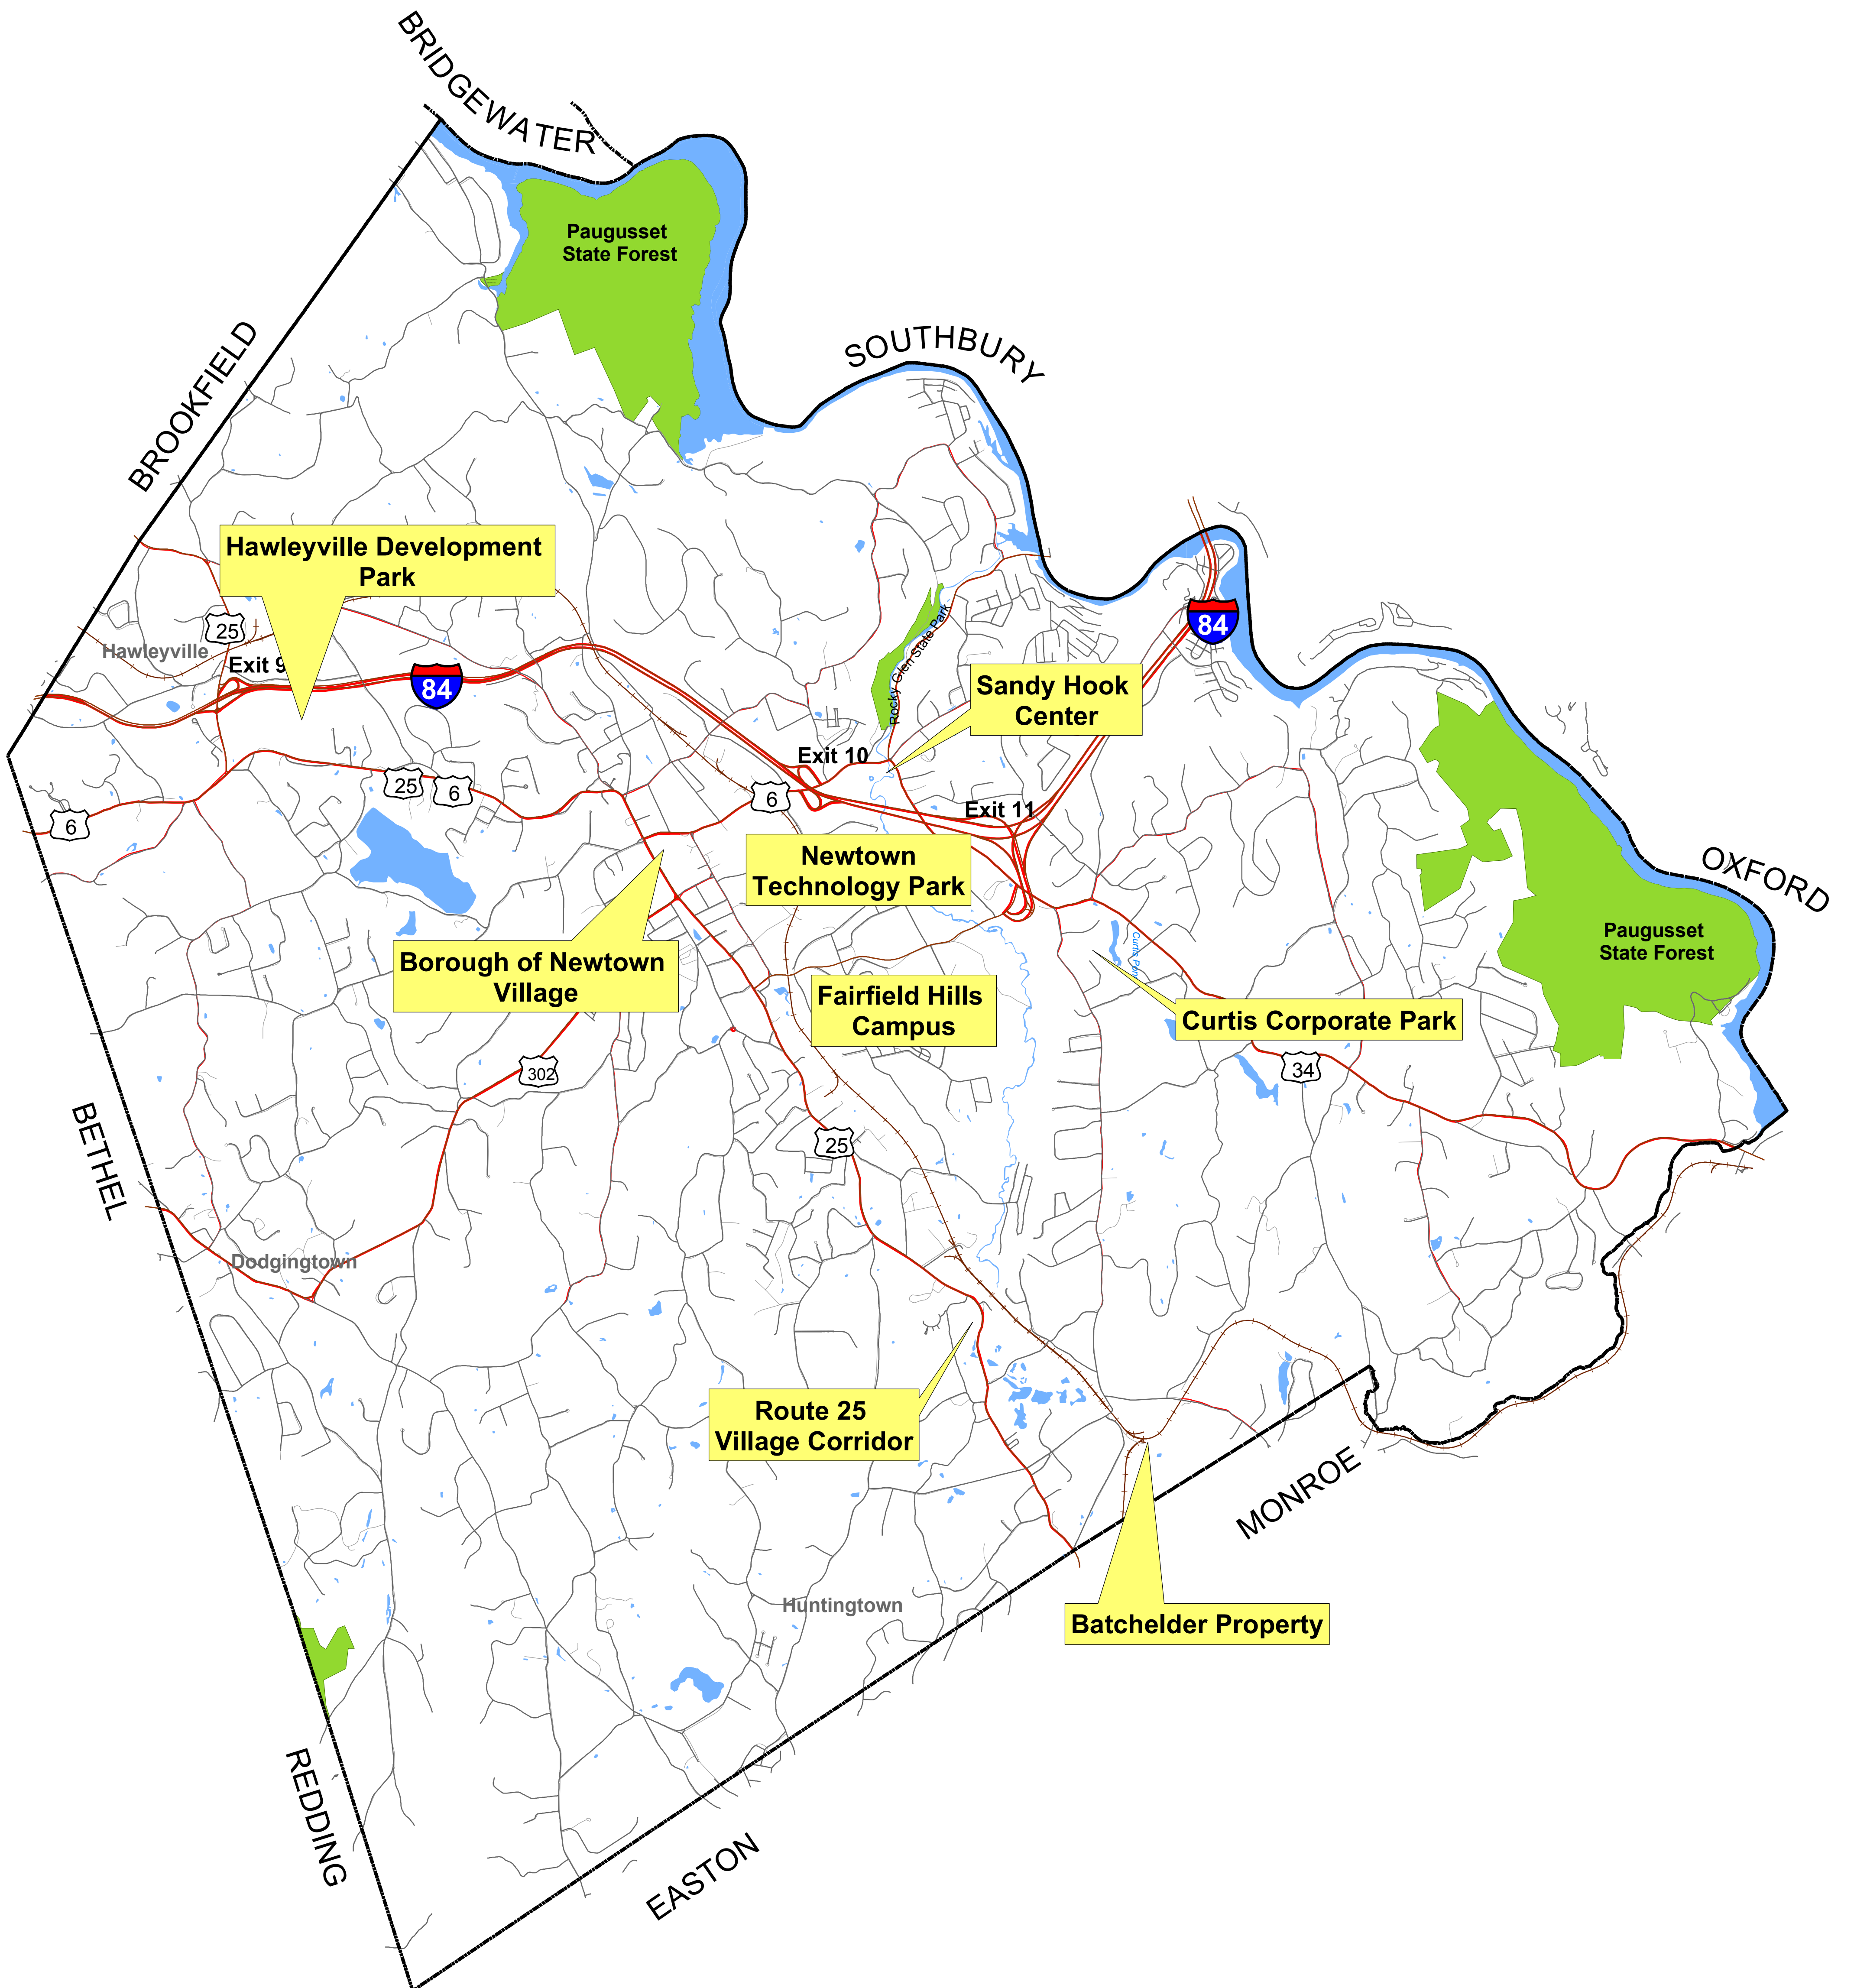 BRIDGEWATER
Paugusset
State Forest
SOUTHBURY
BROOKFIELD
Hawleyville Development
Park
25
Hawleyville
Exit 9
84
84
Rocky Glen State Park
Sandy Hook
Center
Exit 10
25
6
6
6
Exit 11
Newtown
Technology Park
OXFORD
Paugusset
State Forest
Borough of Newtown
Village
Fairfield Hills
Campus
Curtis Corporate Park
302
34
BETHEL
25
Dodgingtown
Route 25
Village Corridor
MONROE
Huntingtown
Batchelder Property
REDDING
EASTON